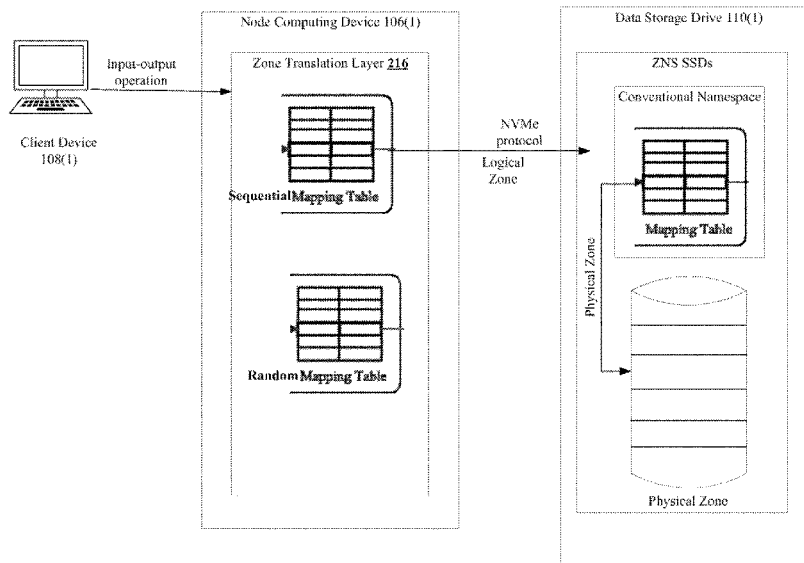 Node Computing Device 106(1)
Data Storage Drive 110(1)
Input-output
operation
Zone Translation Layer 216
ZNS SSDs
Conventional Namespace
Client Device
108(1)
NVMe
protocol
Logical
Zone
Sequential Mapping Table
Mapping Table
Physical Zone
Random Mapping Table
Physical Zone